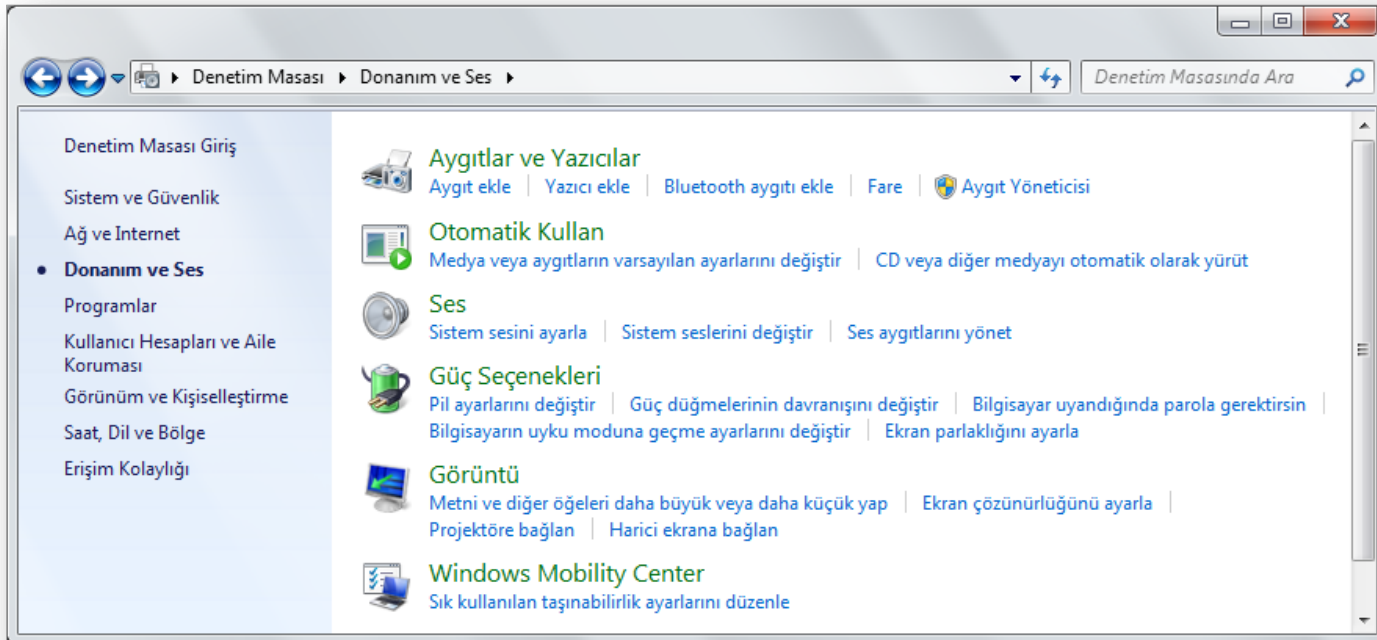 Denetim Masası Donanım ve Ses Denetim Masasında Ara
Denetim Masası Giriş
Sistem ve Güvenlik
Ağ ve Internet
Donanım ve Ses
Programlar
Kullanıcı Hesapları ve Aile
Koruması
Görünüm ve Kişiselleştirme
Saat, Dil ve Bölge
Erişim Kolaylığı
Aygıtlar ve Yazıcılar
Aygıt ekle Yazıcı ekle Bluetooth aygıtı ekle Fare Aygıt Yöneticisi
Otomatik Kullan
Medya veya aygıtların varsayılan ayarlarını değiştir CD veya diğer medyayı otomatik olarak yürüt
Ses
Sistem sesini ayarla Sistem seslerini değiştir Ses aygıtlarını yönet
Güç Seçenekleri
Pil ayarlarını değiştir Güç düğmelerinin davranışını değiştir Bilgisayar uyandığında parola gerektirsin
Bilgisayarın uyku moduna geçme ayarlarını değiştir Ekran parlaklığını ayarla
Görüntü
Metni ve diğer öğeleri daha büyük veya daha küçük yap Ekran çözünürlüğünü ayarla
Projektöre bağlan Harici ekrana bağlan
Windows Mobility Center
Sık kullanılan taşınabilirlik ayarlarını düzenle